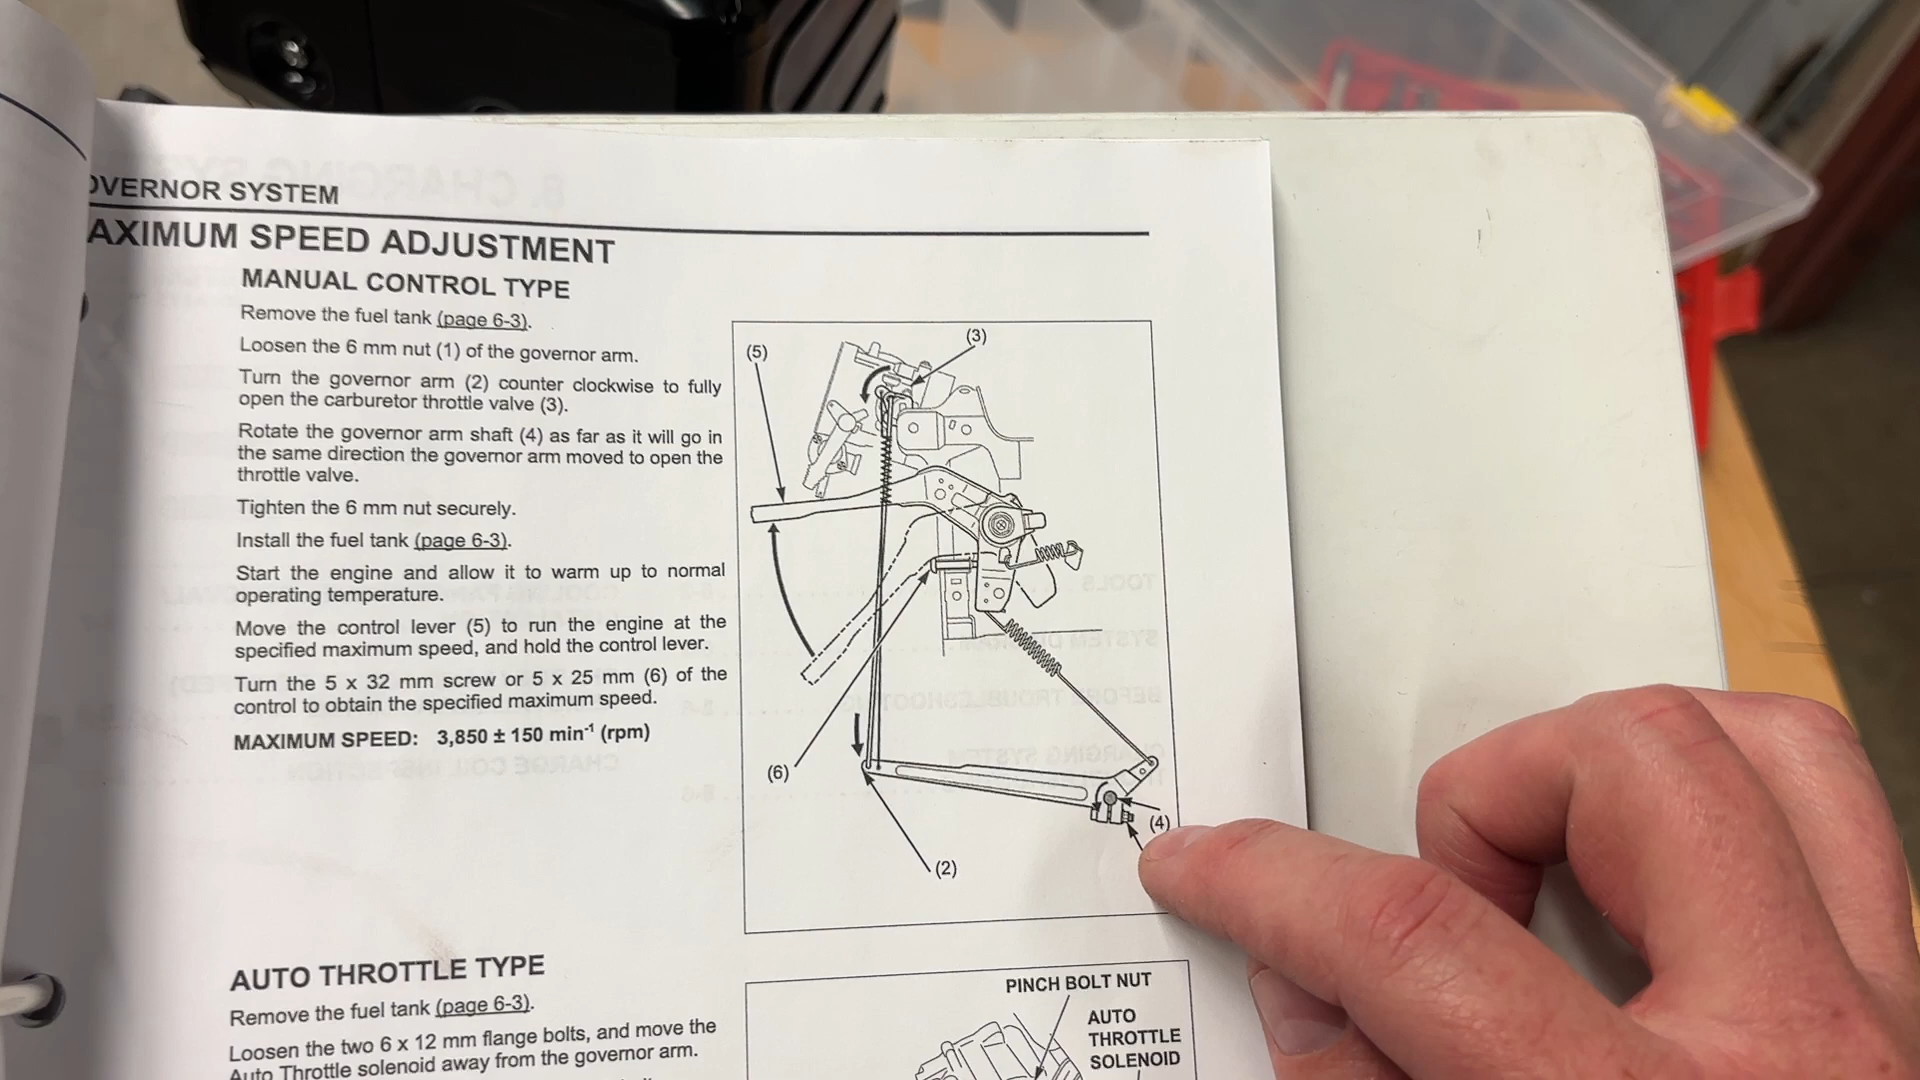 OVERNOR SYSTEM
AXIMUM SPEED ADJUSTMENT
MANUAL CONTROL TYPE
Remove the fuel tank (page 6-3).
Loosen the 6 mm nut (1) of the governor arm.
Turn the governor arm (2) counter clockwise to fully
open the carburetor throttle valve (3).
Rotate the governor arm shaft (4) as far as it will go in
the same direction the governor arm moved to open the
throttle valve.
Tighten the 6 mm nut securely.
Install the fuel tank (page 6-3).
Start the engine and allow it to warm up to normal
operating temperature.
Move the control lever (5) to run the engine at the
specified maximum speed, and hold the control lever.
Turn the 5 x 32 mm screw or 5 x 25 mm (6) of the
control to obtain the specified maximum speed.
MAXIMUM SPEED: 3,850 ± 150 min⁻¹ (rpm)
(3)
(5)
(6)
(4)
(2)
AUTO THROTTLE TYPE
Remove the fuel tank (page 6-3).
Loosen the two 6 x 12 mm flange bolts, and move the
Auto Throttle solenoid away from the governor arm.
PINCH BOLT NUT
AUTO
THROTTLE
SOLENOID